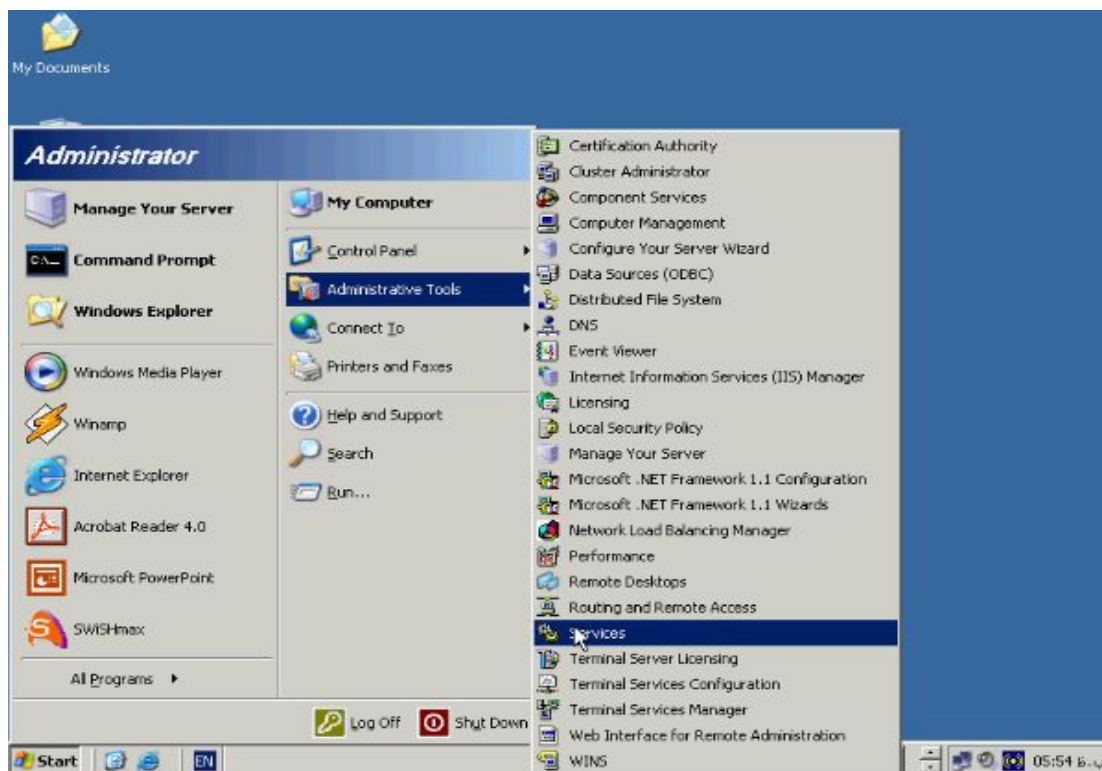 My Documents
Administrator
Manage Your Server
Command Prompt
Windows Explorer
Windows Media Player
Winamp
Internet Explorer
Acrobat Reader 4.0
Microsoft PowerPoint
SWiSHmax
All Programs
My Computer
Control Panel
Administrative Tools
Connect To
Printers and Faxes
Help and Support
Search
Run...
Log Off
Shut Down
Certification Authority
Cluster Administrator
Component Services
Computer Management
Configure Your Server Wizard
Data Sources (ODBC)
Distributed File System
DNS
Event Viewer
Internet Information Services (IIS) Manager
Licensing
Local Security Policy
Manage Your Server
Microsoft .NET Framework 1.1 Configuration
Microsoft .NET Framework 1.1 Wizards
Network Load Balancing Manager
Performance
Remote Desktops
Routing and Remote Access
Services
Terminal Server Licensing
Terminal Services Configuration
Terminal Services Manager
Web Interface for Remote Administration
WINS
Start
EN
05:54